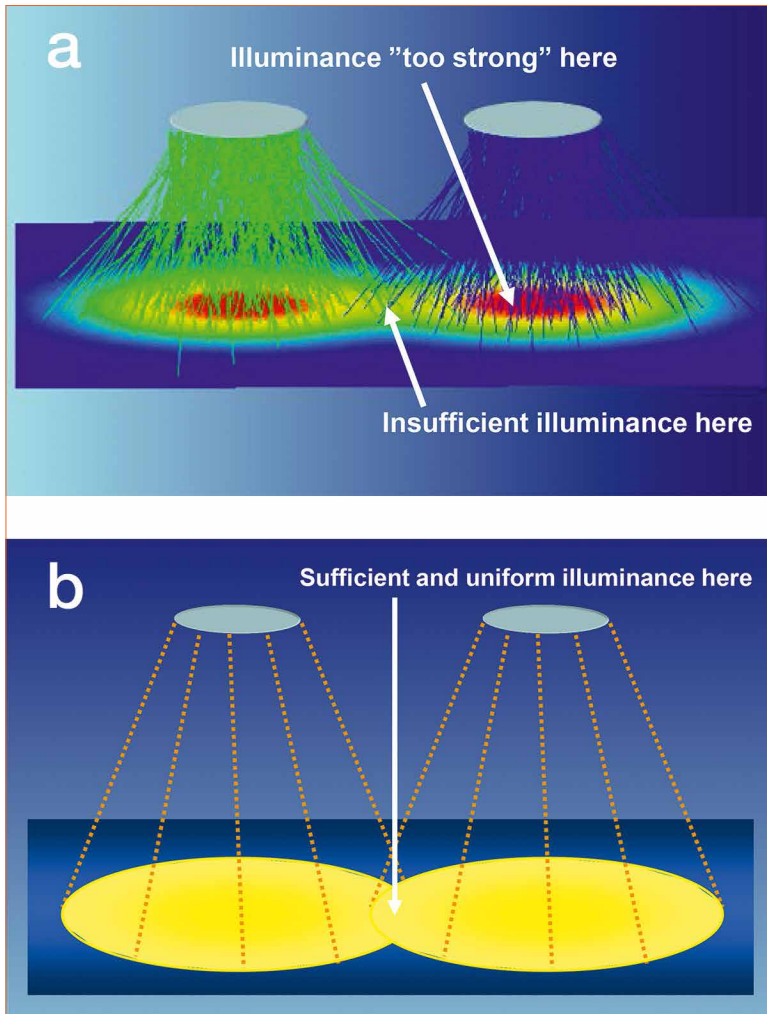 a
Illuminance ”too strong” here
Insufficient illuminance here
b
Sufficient and uniform illuminance here